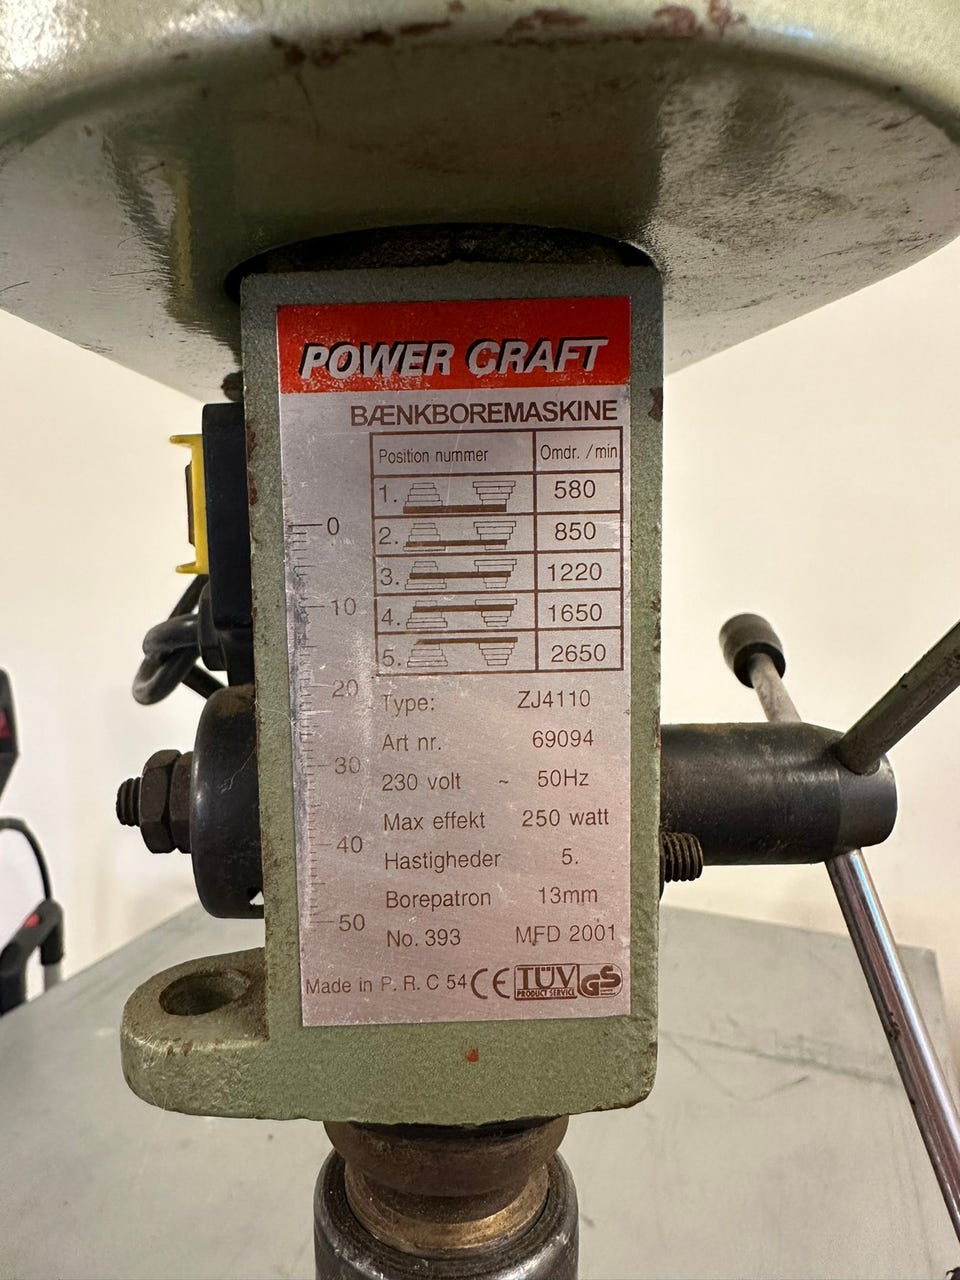 POWER CRAFT
BÆNKBOREMASKINE
Position nummer Omdr. /min
1. 580
2. 850
3. 1220
4. 1650
5. 2650
0
10
20
30
40
50
Type: ZJ4110
Art nr. 69094
230 volt ~ 50Hz
Max effekt 250 watt
Hastigheder 5.
Borepatron 13mm
No. 393 MFD 2001
Made in P. R. C 54 CE TÜV PRODUCT SERVICE GS